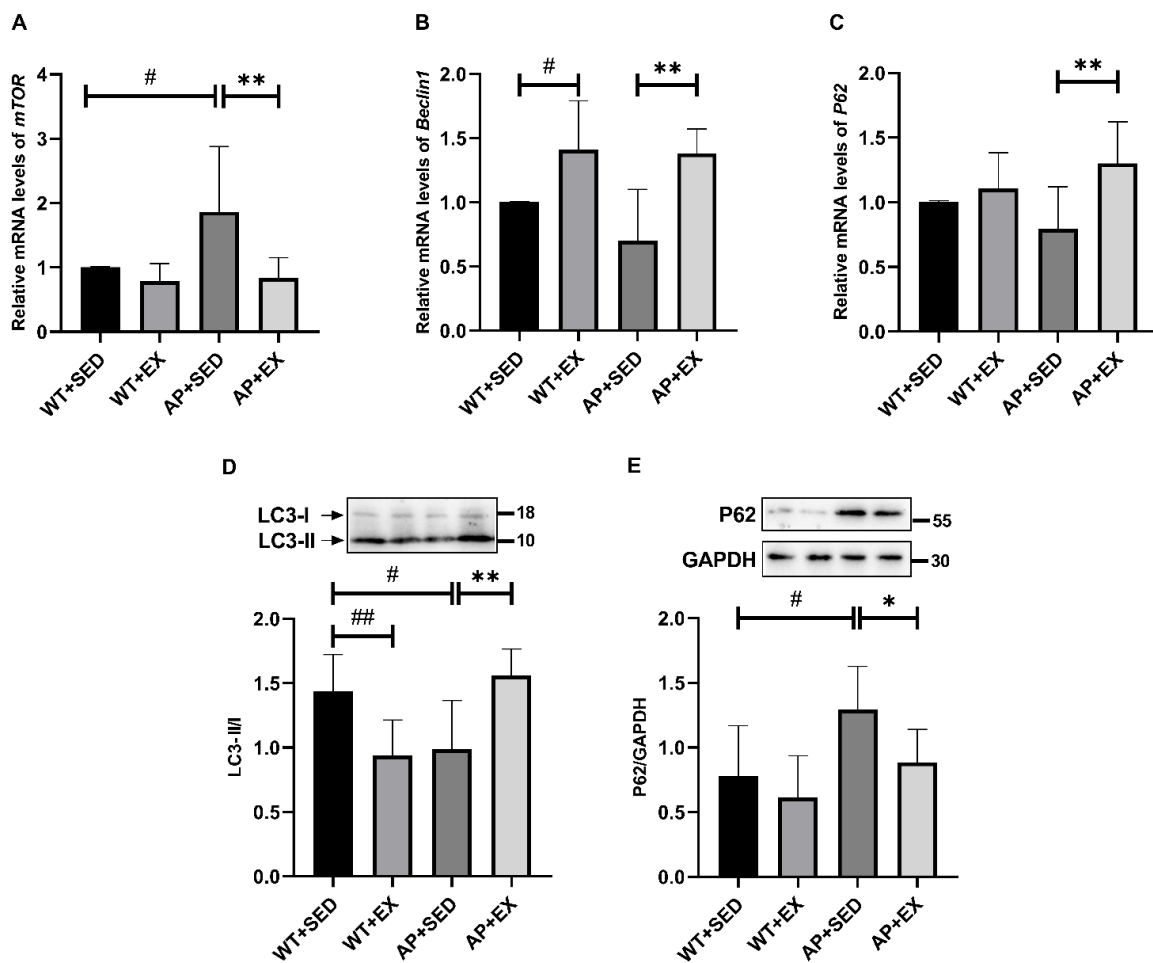 A
Relative mRNA levels of mTOR
4
3
2
1
0
#
**
WT+SED
WT+EX
AP+SED
AP+EX
B
Relative mRNA levels of Beclin1
2.0
1.5
1.0
0.5
0.0
#
**
WT+SED
WT+EX
AP+SED
AP+EX
C
Relative mRNA levels of P62
2.0
1.5
1.0
0.5
0.0
**
WT+SED
WT+EX
AP+SED
AP+EX
D
LC3-I
18
LC3-II
10
#
**
##
LC3-II/I
2.0
1.5
1.0
0.5
0.0
WT+SED
WT+EX
AP+SED
AP+EX
E
P62
55
GAPDH
30
#
*
P62/GAPDH
2.0
1.5
1.0
0.5
0.0
WT+SED
WT+EX
AP+SED
AP+EX